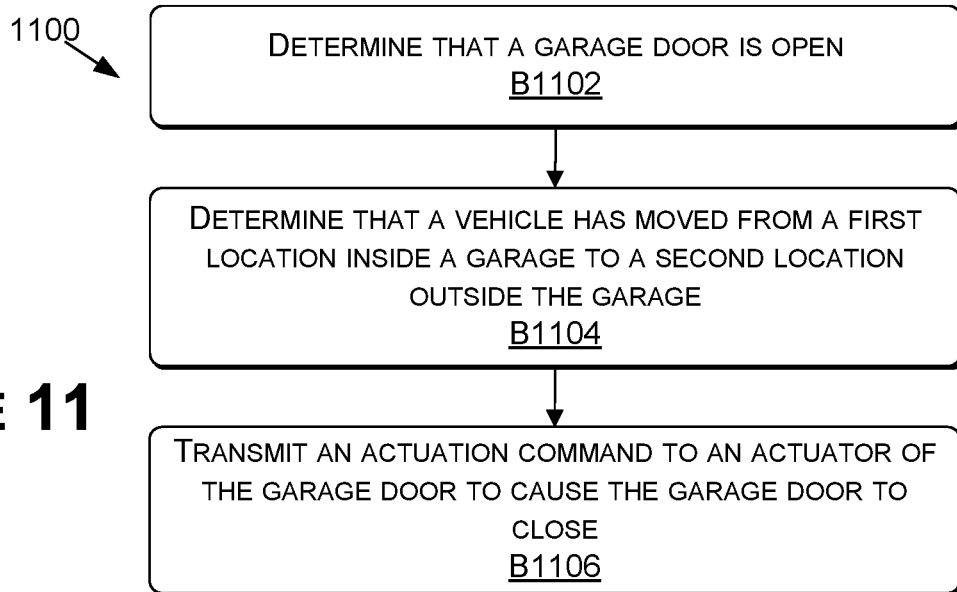 1100
DETERMINE THAT A GARAGE DOOR IS OPEN
B1102
DETERMINE THAT A VEHICLE HAS MOVED FROM A FIRST
LOCATION INSIDE A GARAGE TO A SECOND LOCATION
OUTSIDE THE GARAGE
B1104
E 11
TRANSMIT AN ACTUATION COMMAND TO AN ACTUATOR OF
THE GARAGE DOOR TO CAUSE THE GARAGE DOOR TO
CLOSE
B1106